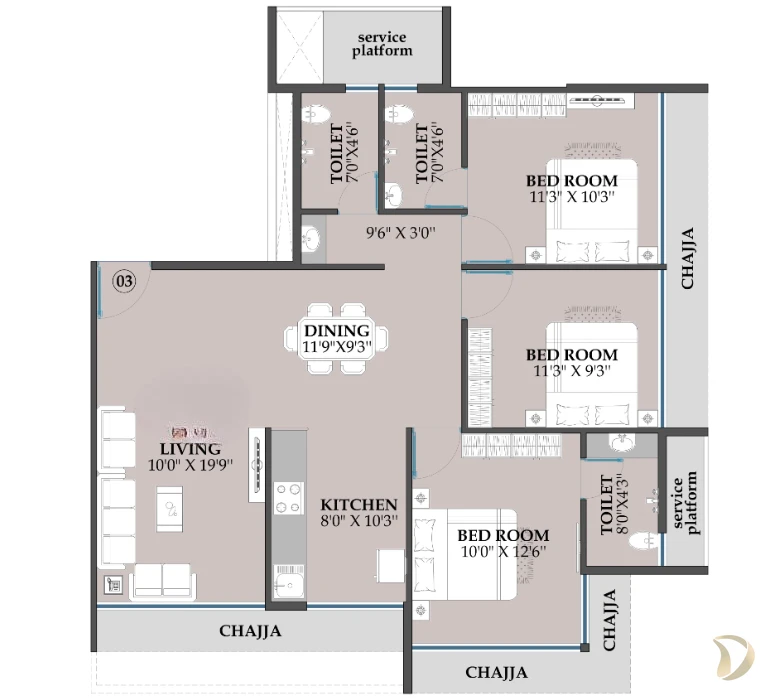 service
platform
TOILET
7'0"X4'6"
TOILET
7'0"X4'6"
BED ROOM
11'3" X 10'3"
CHAJJA
9'6" X 3'0"
03
DINING
11'9"X9'3"
BED ROOM
11'3" X 9'3"
LIVING
10'0" X 19'9"
KITCHEN
8'0" X 10'3"
BED ROOM
10'0" X 12'6"
TOILET
8'0"X4'3"
service
platform
CHAJJA
CHAJJA
CHAJJA